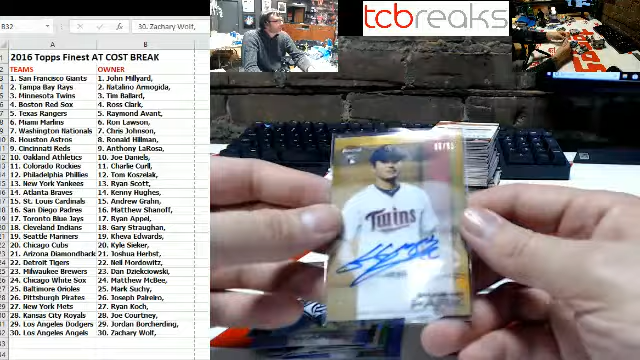 B32
30. Zachary Wolf,
A B
2016 Topps Finest AT COST BREAK
TEAMS OWNER
1. San Francsco Giants 1. John Millyard,
2. Tampa Bay Rays 2. Natalino Armogida,
3. Minnesota Twins 3. Tim Ballard,
4. Boston Red Sox 4. Ross Clark,
5. Texas Rangers 5. Raymond Avant,
6. Miami Marlins 6. Ron Lawson,
7. Washington Nationals 7. Chris Johnson,
8. Houston Astros 8. Ronald Hillman,
9. Cincinnati Reds 9. Anthony LaRosa,
10. Oakland Athletics 10. Joe Daniels,
11. Colorado Rockies 11. Charlie Curll,
12. Philadelphia Phillies 12. Tom Koszelak,
13. New York Yankees 13. Ryan Scott,
14. Atlanta Braves 14. Kenny Hughes,
15. St. Louis Cardinals 15. Andrew Grahn,
16. San Diego Padres 16. Matthew Shanoff,
17. Toronto Blue Jays 17. Ryan Appel,
18. Cleveland Indians 18. Gary Straughan,
19. Seattle Mariners 19. Kheva Edwards,
20. Chicago Cubs 20. Kyle Sieker,
21. Arizona Diamondback 21. Joshua Herbst,
22. Detroit Tigers 22. Neil Mordowitz,
23. Milwaukee Brewers 23. Dan Dziekciowski,
24. Chicago White Sox 24. Matthew McBee,
25. Baltimore Orioles 25. Mark Suchy,
26. Pittsburgh Pirates 26. Joseph Palreiro,
27. New York Mets 27. Ryan Koch,
28. Kansas City Royals 28. Joe Courtney,
29. Los Angeles Dodgers 29. Jordan Borcherding,
30. Los Angeles Angels 30. Zachary Wolf,
tcbreaks
Twins